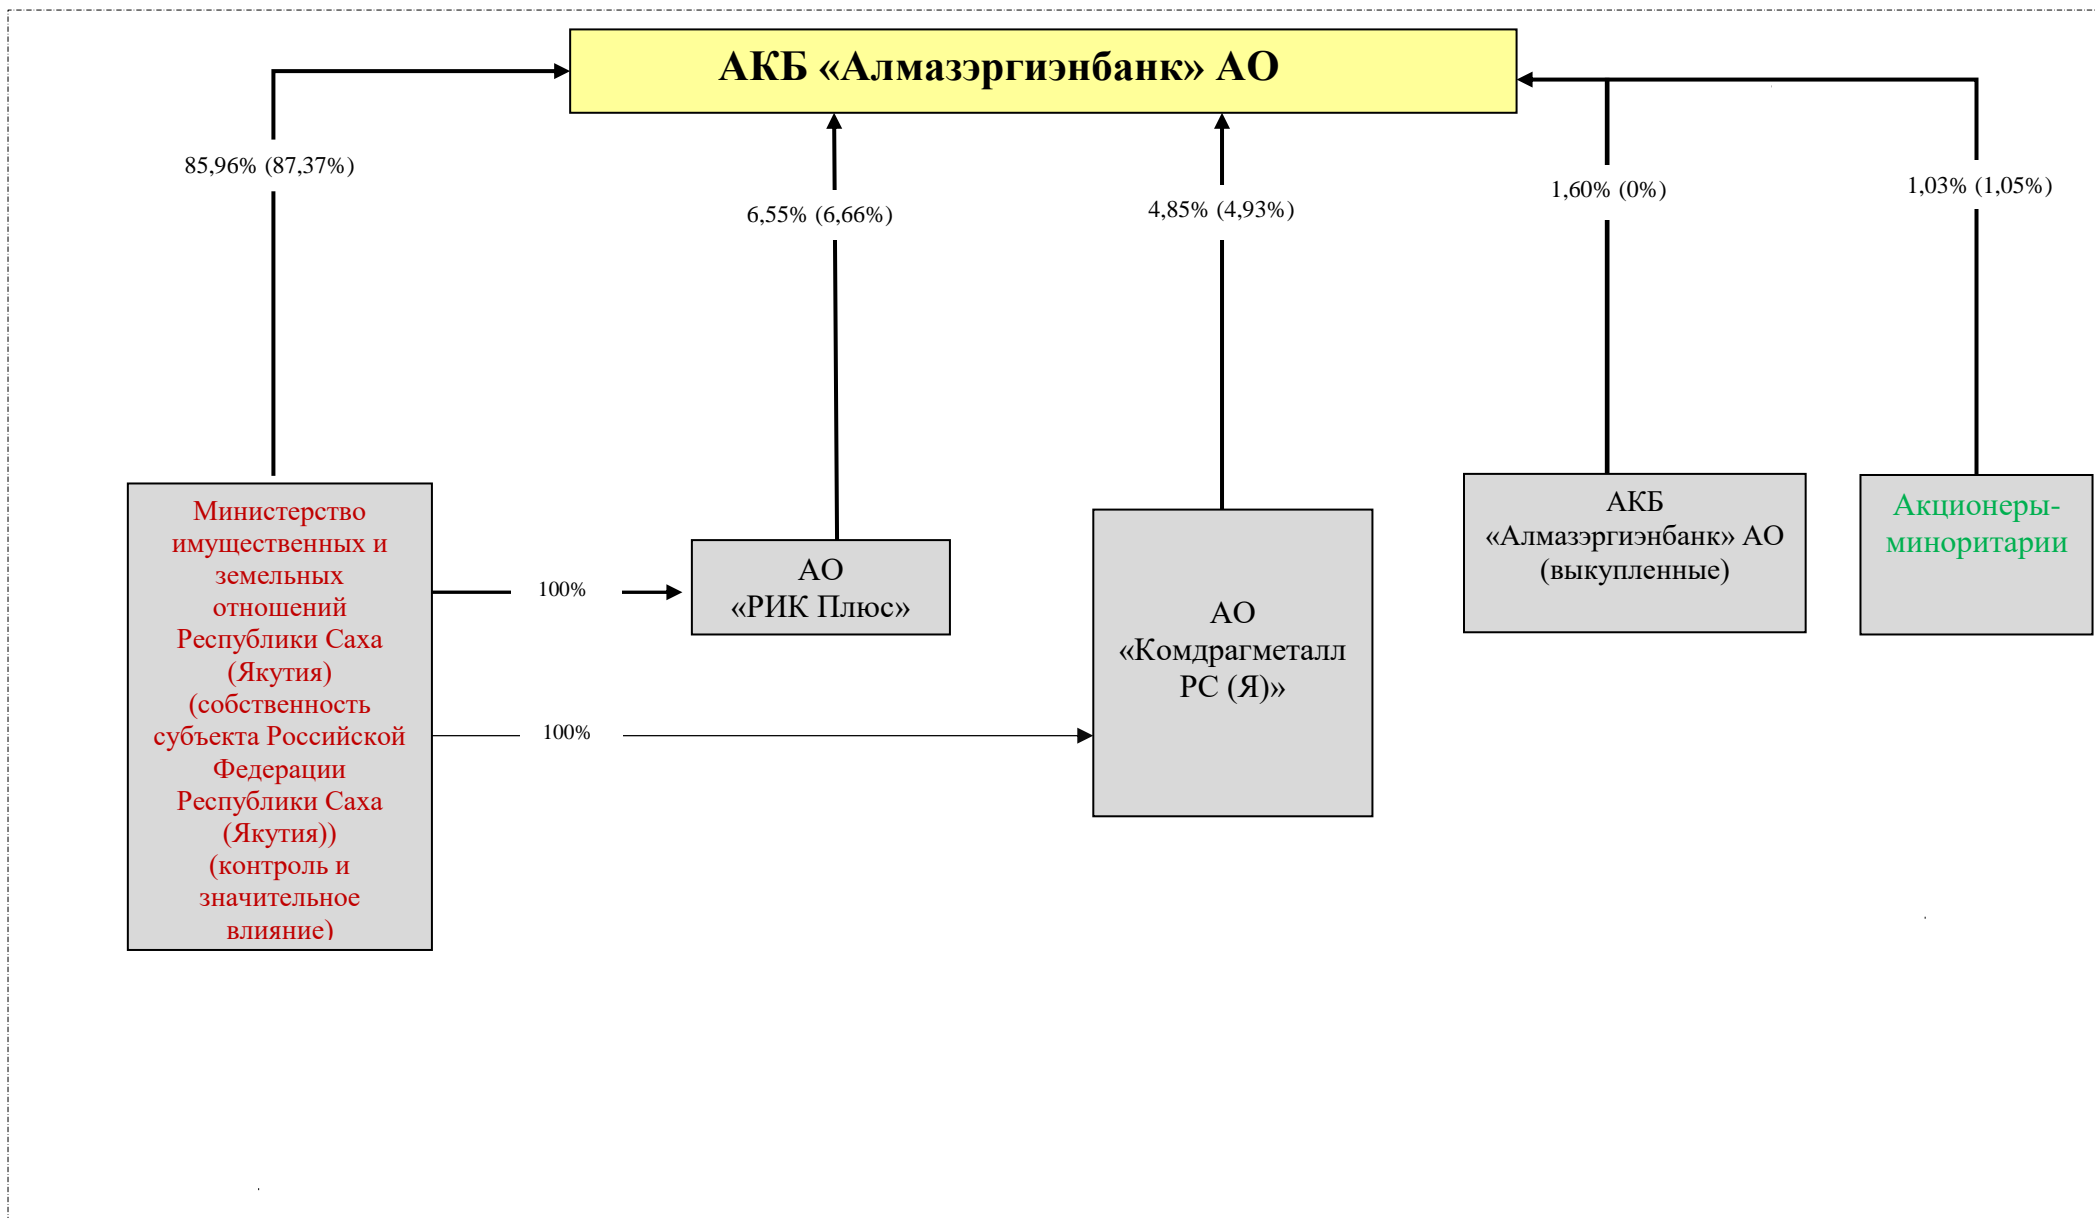 АКБ «Алмазэргиэнбанк» АО
85,96% (87,37%)
6,55% (6,66%)
4,85% (4,93%)
1,60% (0%)
1,03% (1,05%)
Министерство
имущественных и
земельных
отношений
Республики Саха
(Якутия)
(собственность
субъекта Российской
Федерации
Республики Саха
(Якутия))
(контроль и
значительное
влияние)
100%
100%
АО
«РИК Плюс»
АО
«Комдрагметалл
РС (Я)»
АКБ
«Алмазэргиэнбанк» АО
(выкупленные)
Акционеры-
миноритарии